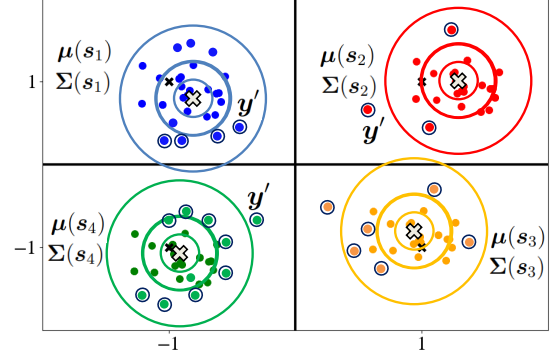 μ(s₁)
Σ(s₁)
y′
μ(s₂)
Σ(s₂)
y′
1
μ(s₄)
Σ(s₄)
y′
μ(s₃)
Σ(s₃)
−1
−1
1